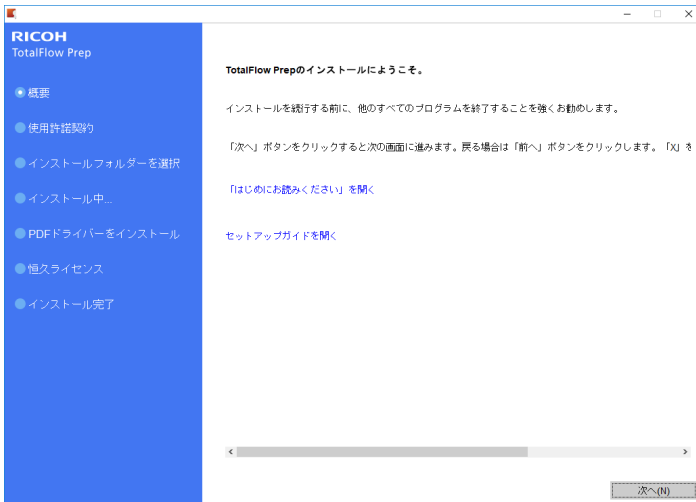 RICOH
TotalFlow Prep
概要
使用許諾契約
インストールフォルダーを選択
インストール中...
PDFドライバーをインストール
恒久ライセンス
インストール完了
TotalFlow Prepのインストールにようこそ。
インストールを続行する前に、他のすべてのプログラムを終了することを強くお勧めします。
「次へ」ボタンをクリックすると次の画面に進みます。戻る場合は「前へ」ボタンをクリックします。「X」を
「はじめにお読みください」を開く
セットアップガイドを開く
次へ(N)